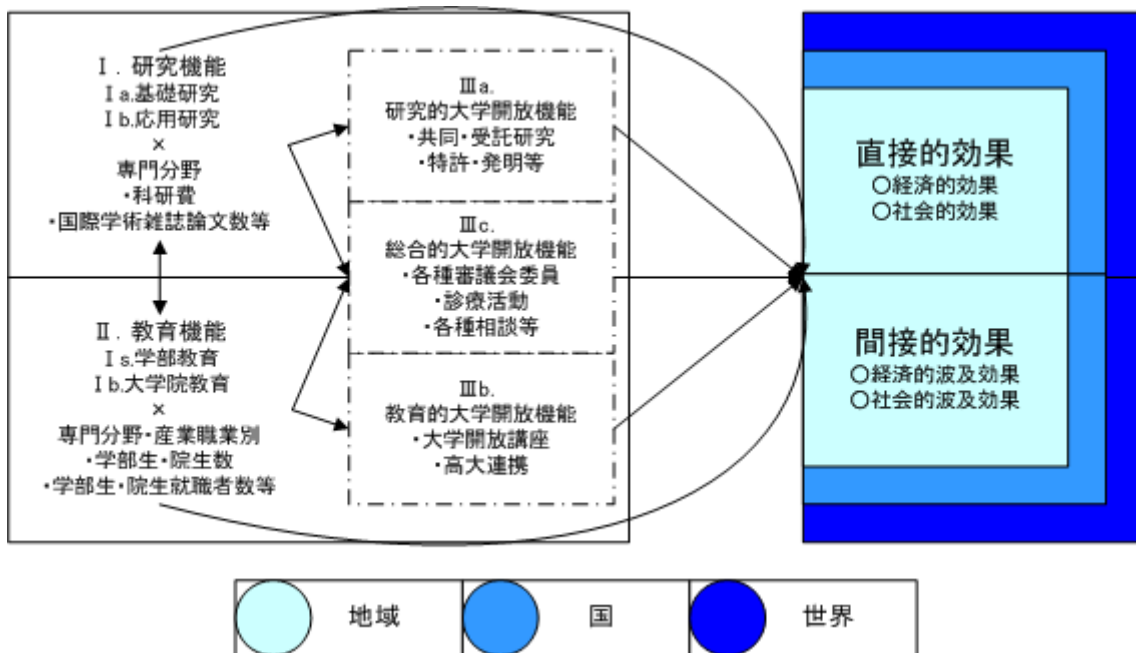 Ⅰ．研究機能
Ⅰa.基礎研究
Ⅰb.応用研究
×
専門分野
・科研費
・国際学術雑誌論文数等
Ⅱ．教育機能
Ⅰs.学部教育
Ⅰb.大学院教育
×
専門分野・産業職業別
・学部生・院生数
・学部生・院生就職者数等
Ⅲa.
研究的大学開放機能
・共同・受託研究
・特許・発明等
Ⅲc.
総合的大学開放機能
・各種審議会委員
・診療活動
・各種相談等
Ⅲb.
教育的大学開放機能
・大学開放講座
・高大連携
直接的効果
○経済的効果
○社会的効果
間接的効果
○経済的波及効果
○社会的波及効果
地域
国
世界